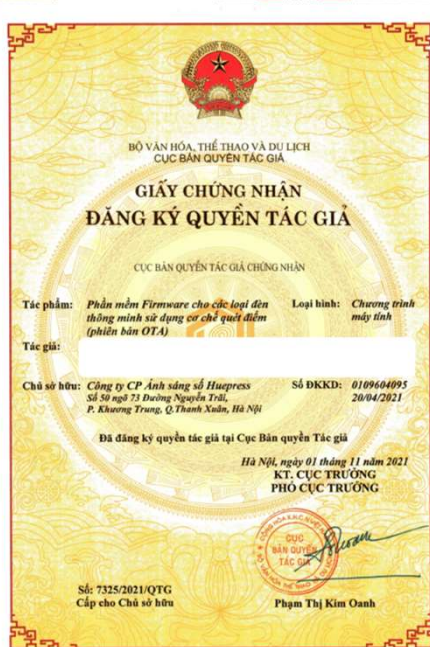 BỘ VĂN HÓA, THỂ THAO VÀ DU LỊCH
CỤC BẢN QUYỀN TÁC GIẢ
GIẤY CHỨNG NHẬN
ĐĂNG KÝ QUYỀN TÁC GIẢ
CỤC BẢN QUYỀN TÁC GIẢ CHỨNG NHẬN
Tác phẩm: Phần mềm Firmware cho các loại đèn thông minh sử dụng cơ chế quét điểm (phiên bản OTA)
Loại hình: Chương trình máy tính
Tác giả:
Chủ sở hữu: Công ty CP Ánh sáng số Huepress
Số 50 ngõ 73 Đường Nguyễn Trãi,
P. Khương Trung, Q.Thanh Xuân, Hà Nội
Số ĐKKD: 0109604095
20/04/2021
Đã đăng ký quyền tác giả tại Cục Bản quyền Tác giả
Hà Nội, ngày 01 tháng 11 năm 2021
KT. CỤC TRƯỞNG
PHÓ CỤC TRƯỞNG
CỤC
BẢN QUYỀN
TÁC GIẢ
Số: 7325/2021/QTG
Cấp cho Chủ sở hữu
Phạm Thị Kim Oanh